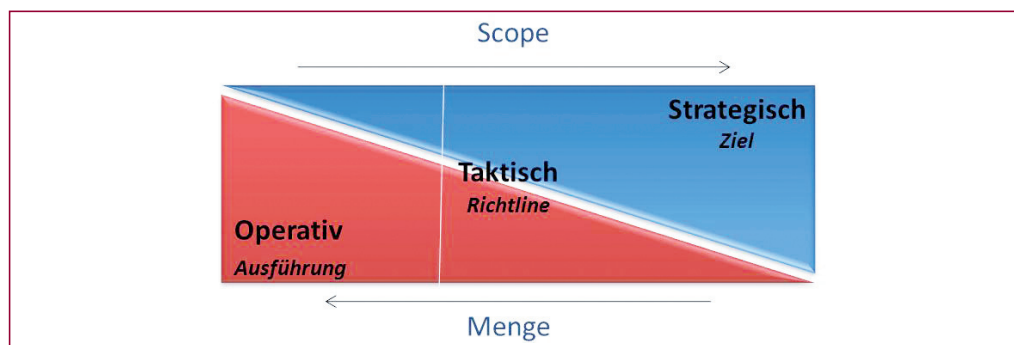 Scope
Strategisch
Ziel
Taktisch
Richtline
Operativ
Ausführung
Menge